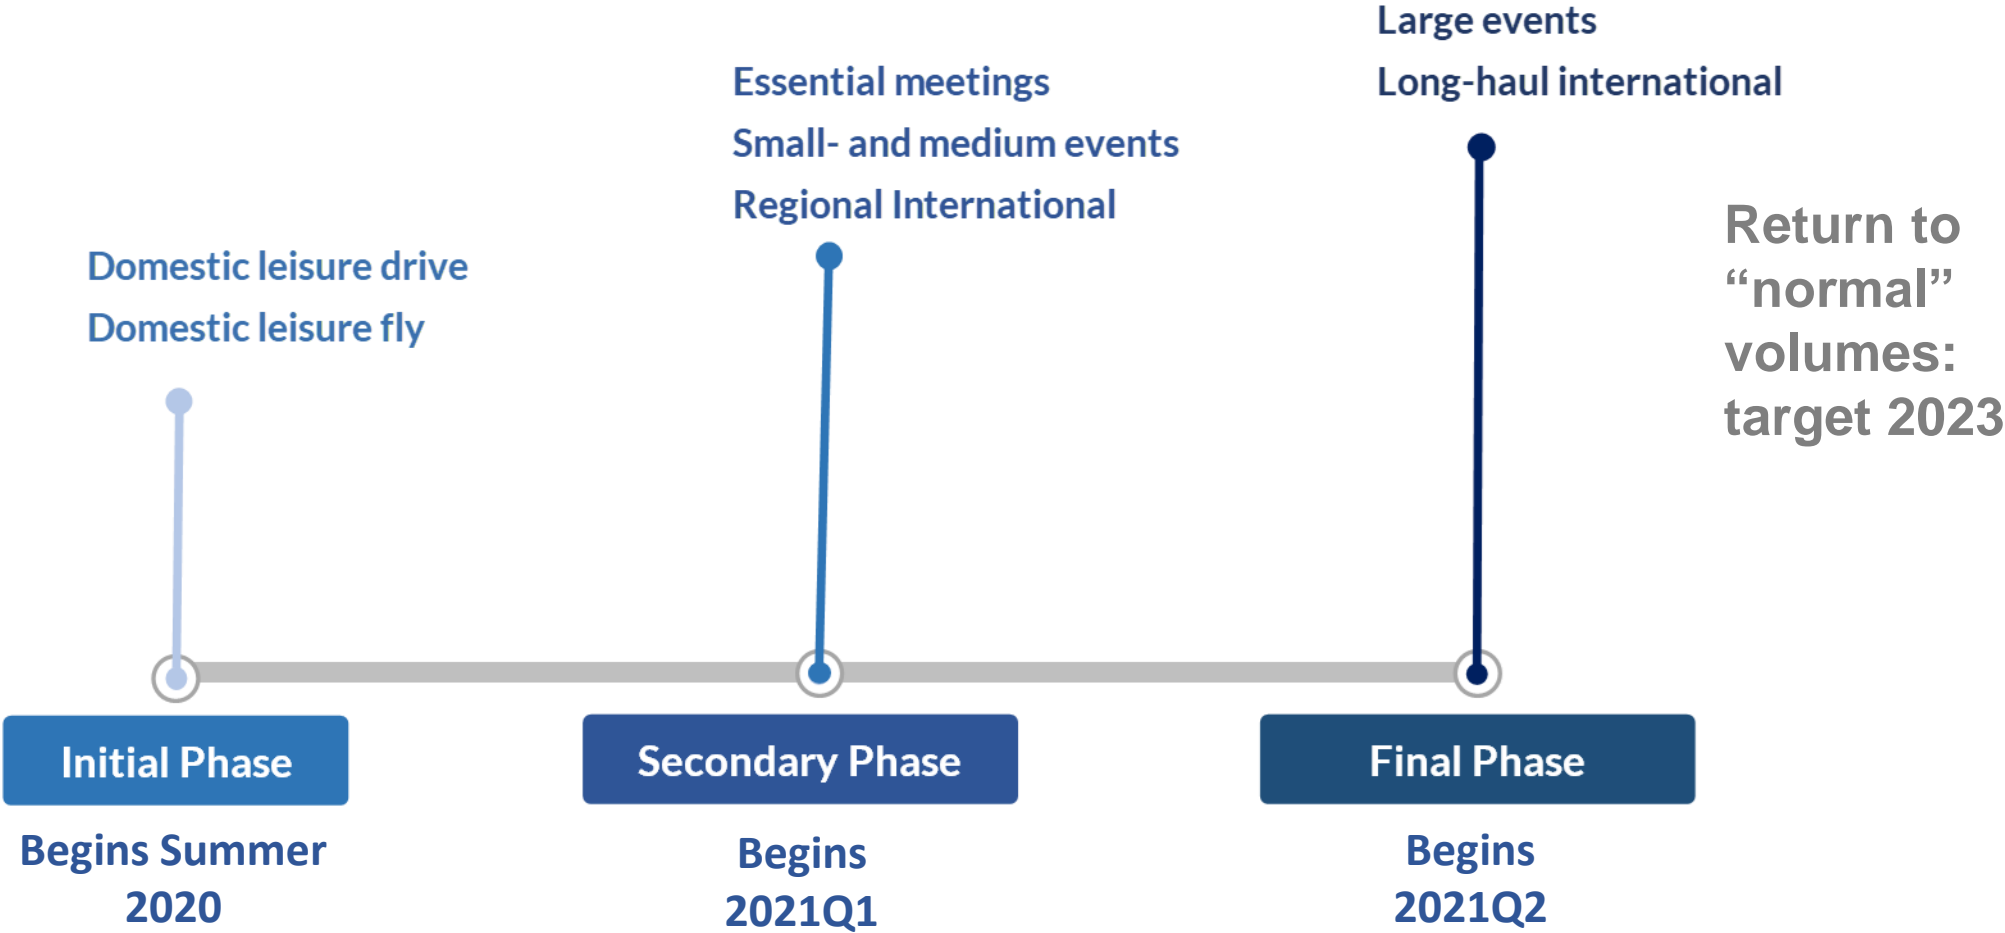 Large events
Long-haul international
Essential meetings
Small- and medium events
Regional International
Domestic leisure drive
Domestic leisure fly
Return to
“normal”
volumes:
target 2023
Initial Phase
Secondary Phase
Final Phase
Begins Summer
2020
Begins
2021Q1
Begins
2021Q2